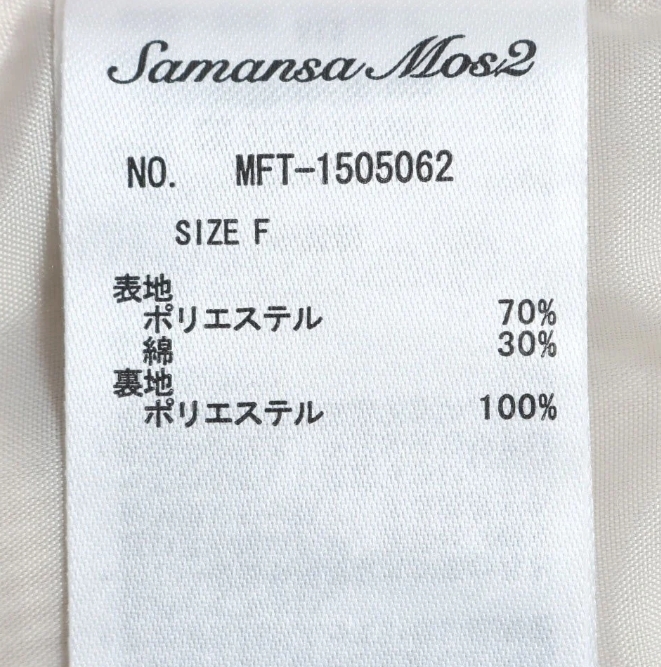 Samansa Mos2
NO. MFT-1505062
SIZE F
表地
ポリエステル 70%
綿 30%
裏地
ポリエステル 100%